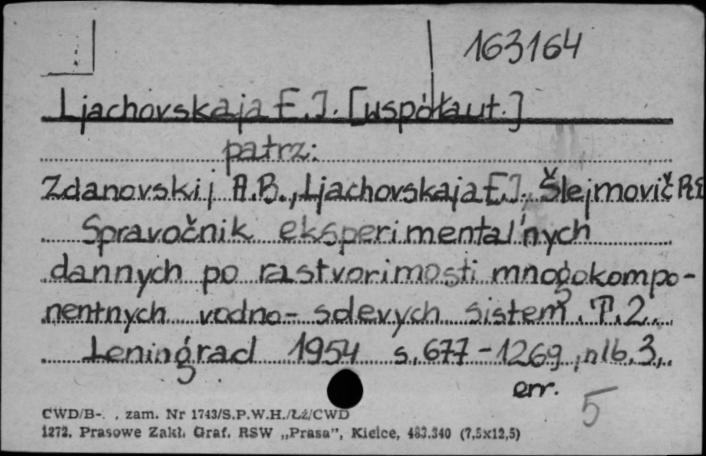 163164
Ljachovskaja E.I. [współaut.]
patrz:
Zdanovskij A.B., Ljachovskaja E.I., Šlejmovič R.E
Spravočnik eksperimental'nych
dannych po rastvorimosti mnogokompo-
nentnych vodno-solevych sistem. T.2.
Leningrad 1954 s. 677-1269, nlb. 3,
err. 5
CWD/B-. , zam. Nr 1743/S.P.W.H./Łź/CWD
1272. Prasowe Zakł. Graf. RSW „Prasa”, Kielce, 483.340 (7,5x12,5)